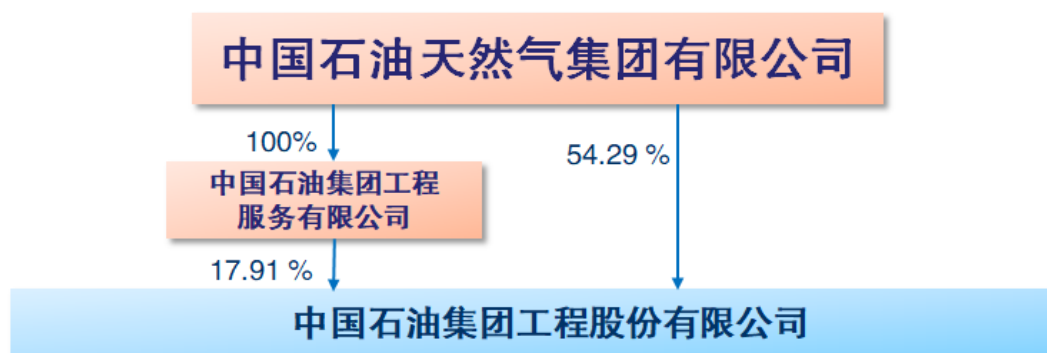 中国石油天然气集团有限公司
100%
54.29 %
中国石油集团工程
服务有限公司
17.91 %
中国石油集团工程股份有限公司